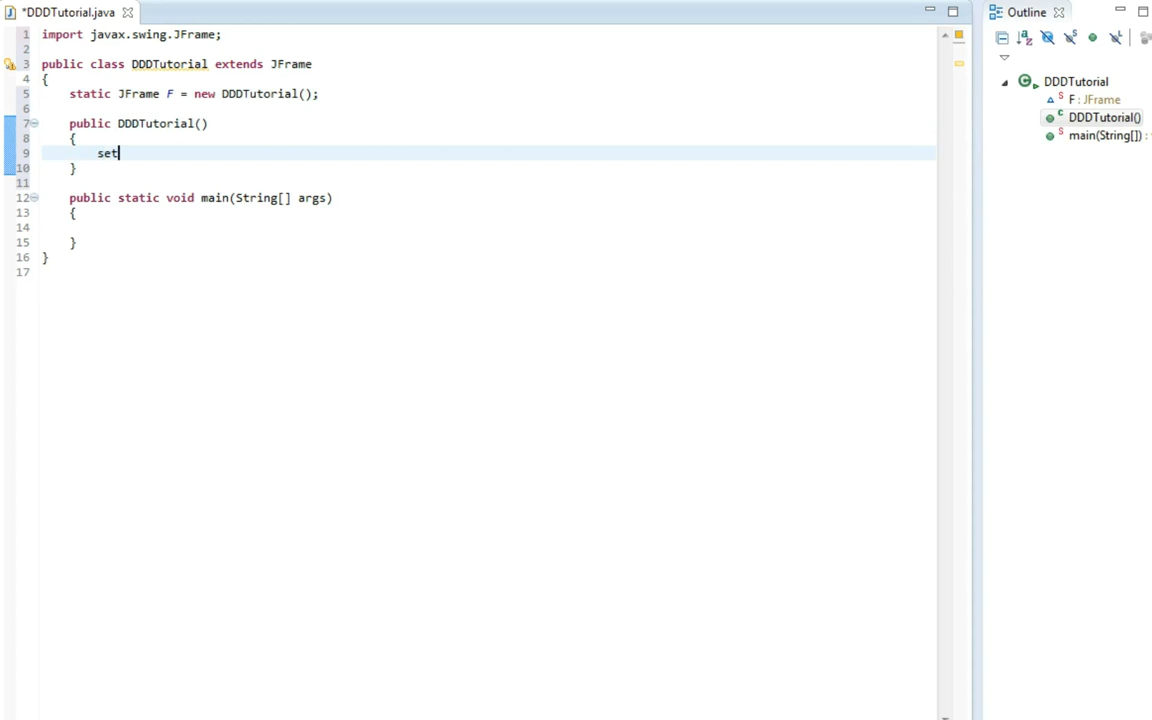 *DDDTutorial.java
1 import javax.swing.JFrame;
2
3 public class DDDTutorial extends JFrame
4 {
5 static JFrame F = new DDDTutorial();
6
7 public DDDTutorial()
8 {
9 set
10 }
11
12 public static void main(String[] args)
13 {
14
15 }
16 }
17
Outline
DDDTutorial
F : JFrame
DDDTutorial()
main(String[]) :